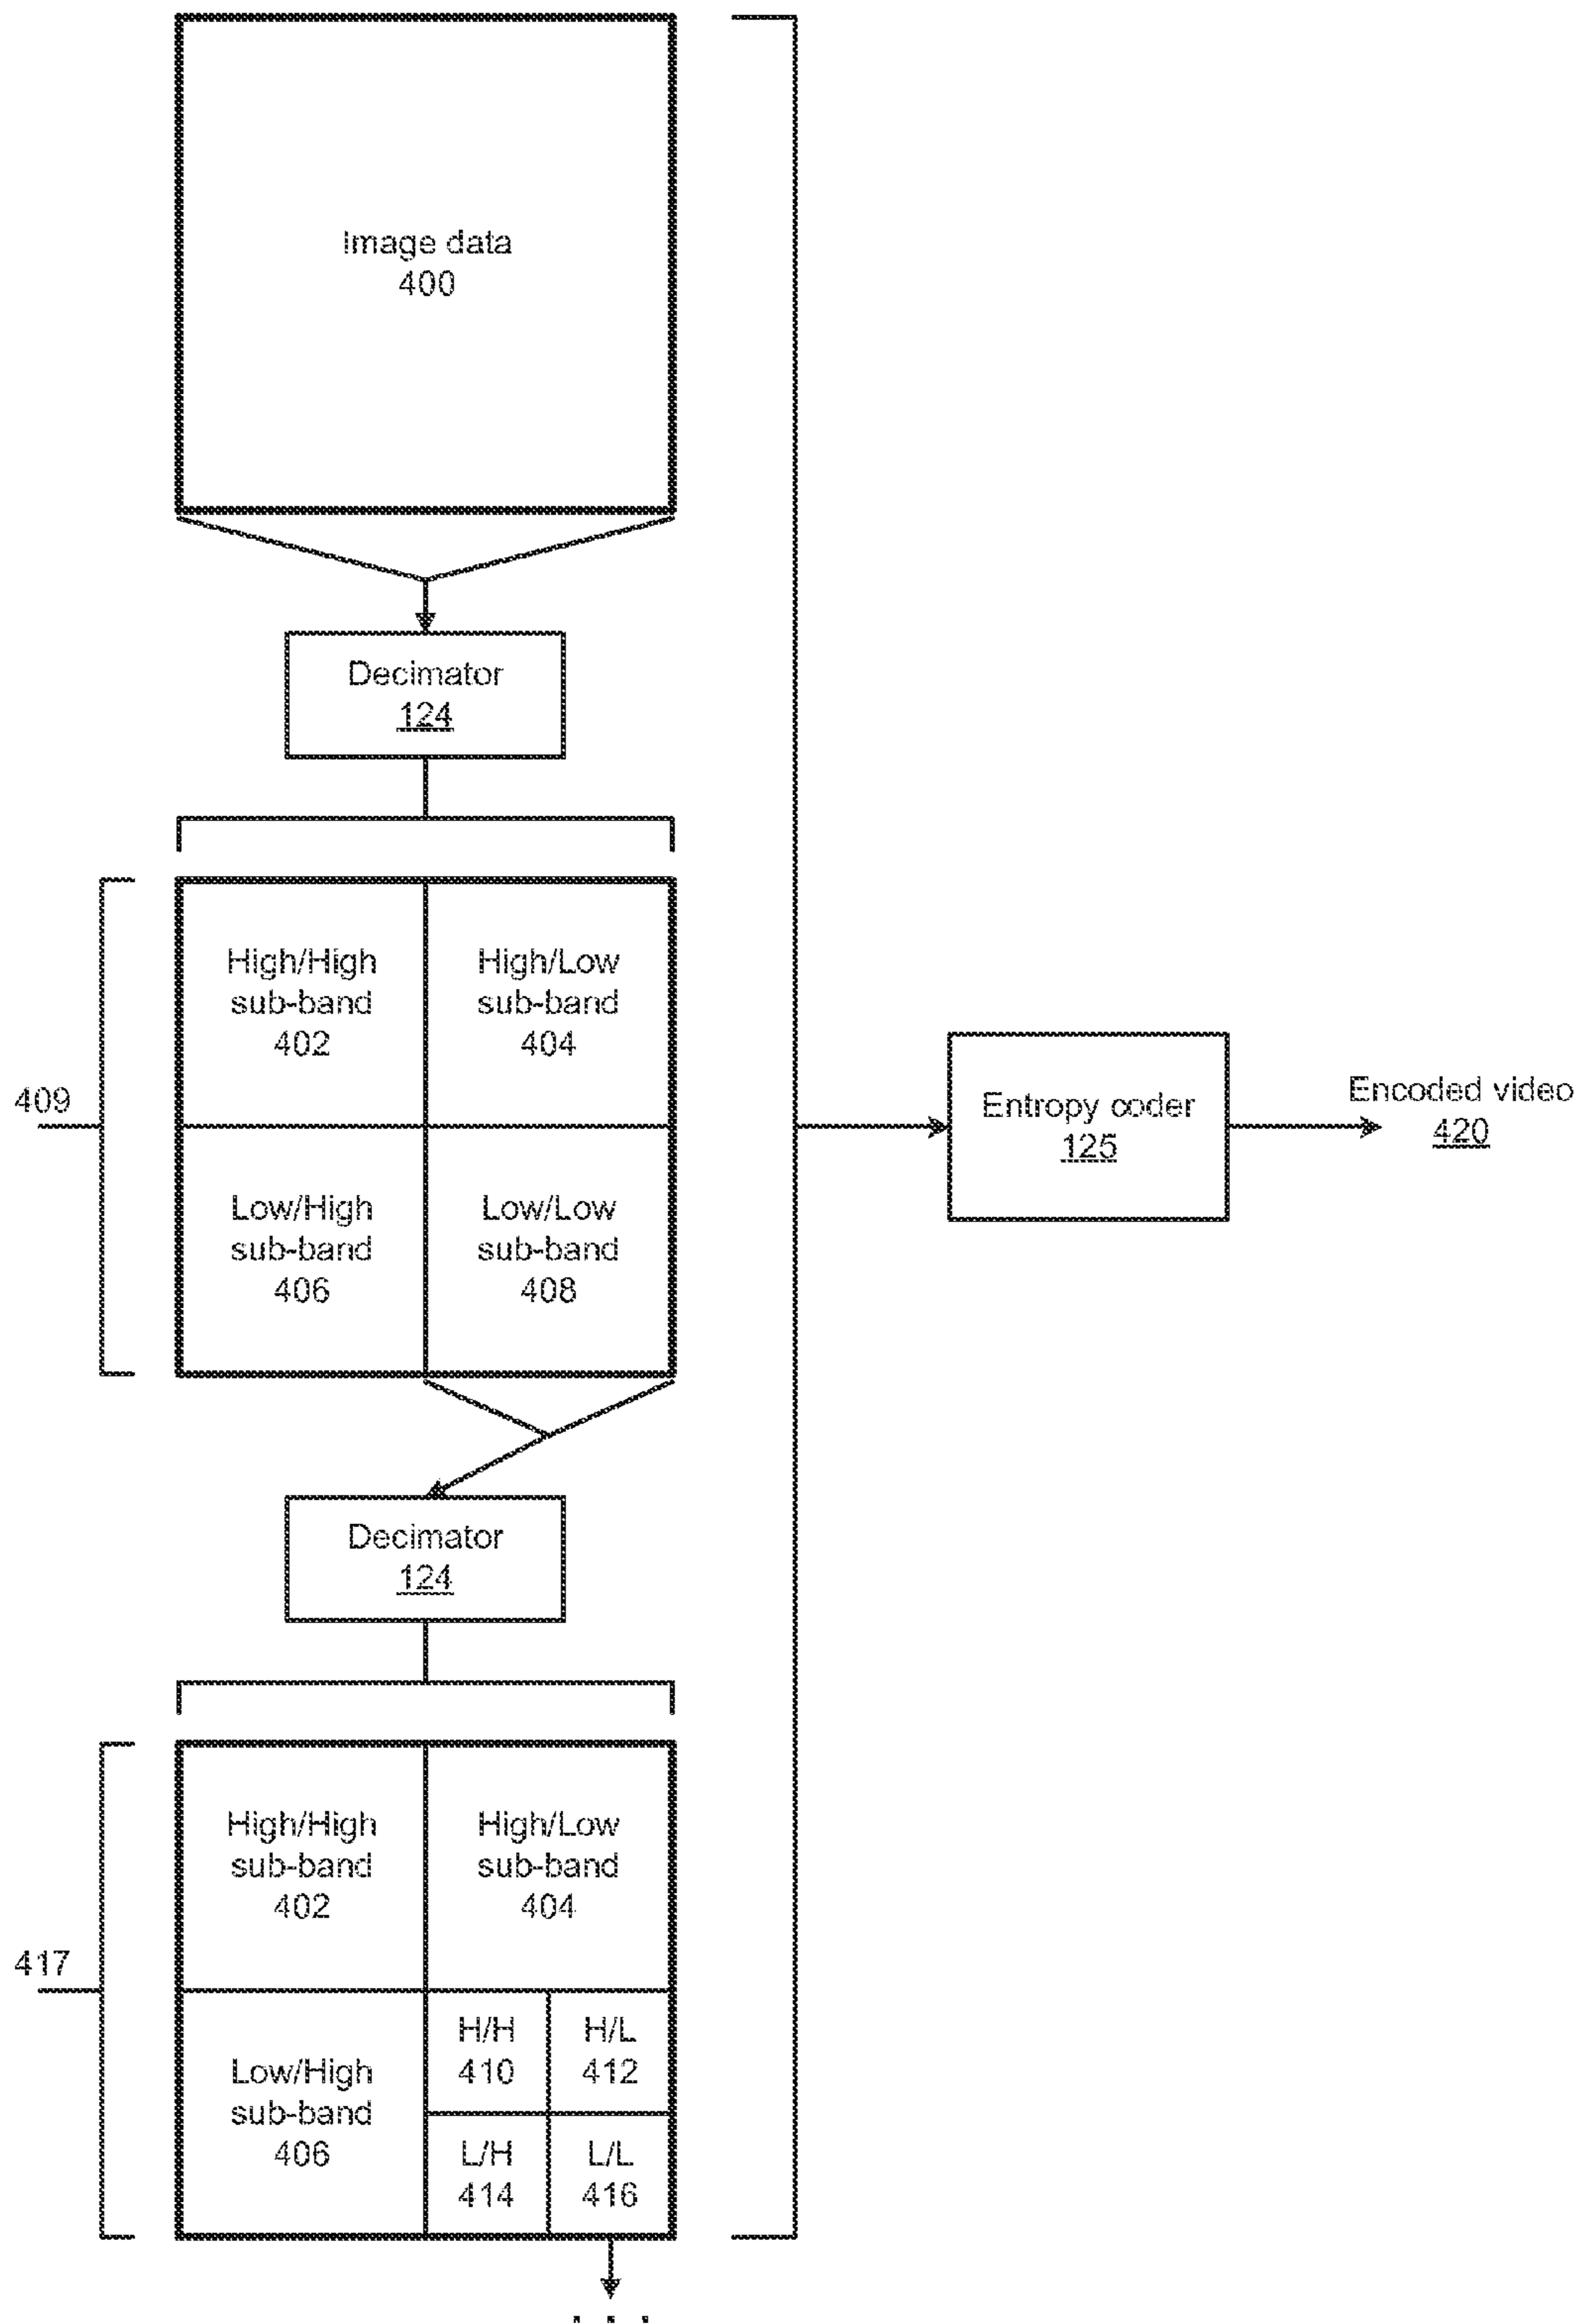 Image data
400
Decimator
124
High/High
sub-band
402
High/Low
sub-band
404
409
Low/High
sub-band
406
Low/Low
sub-band
408
Entropy coder
125
Encoded video
420
Decimator
124
High/High
sub-band
402
High/Low
sub-band
404
417
Low/High
sub-band
406
H/H
410
H/L
412
L/H
414
L/L
416